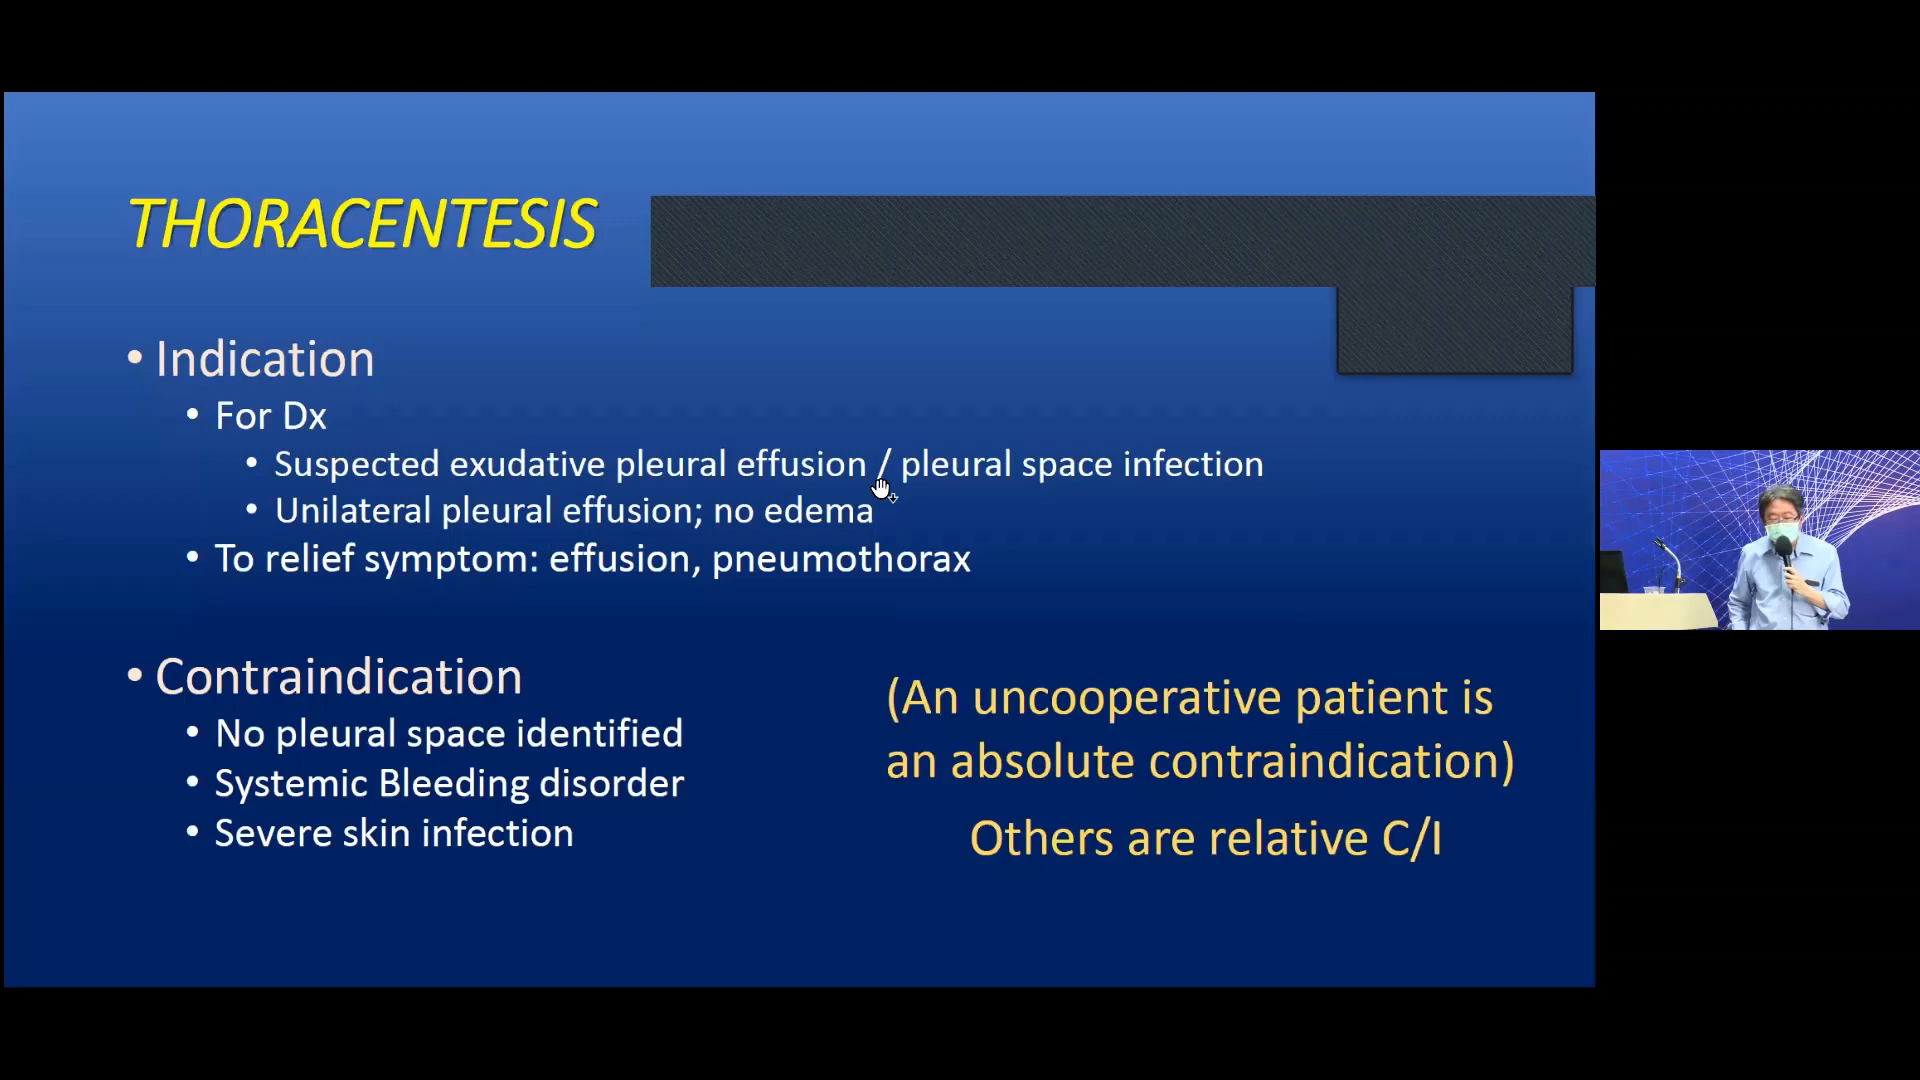 THORACENTESIS
• Indication
• For Dx
• Suspected exudative pleural effusion / pleural space infection
• Unilateral pleural effusion; no edema
• To relief symptom: effusion, pneumothorax
• Contraindication
• No pleural space identified
• Systemic Bleeding disorder
• Severe skin infection
(An uncooperative patient is
an absolute contraindication)
Others are relative C/I